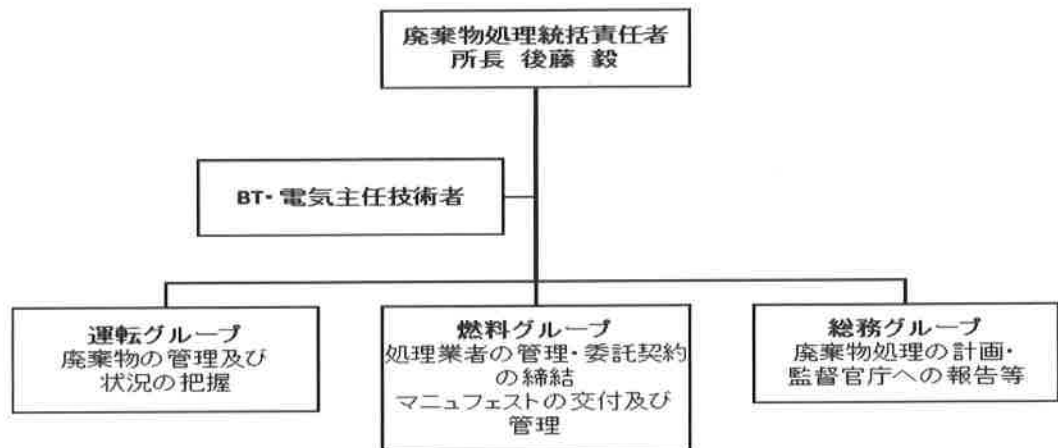 廃棄物処理統括責任者
所長 後藤 毅
BT・電気主任技術者
運転グループ
廃棄物の管理及び
状況の把握
燃料グループ
処理業者の管理・委託契約
の締結
マニュフェストの交付及び
管理
総務グループ
廃棄物処理の計画・
監督官庁への報告等